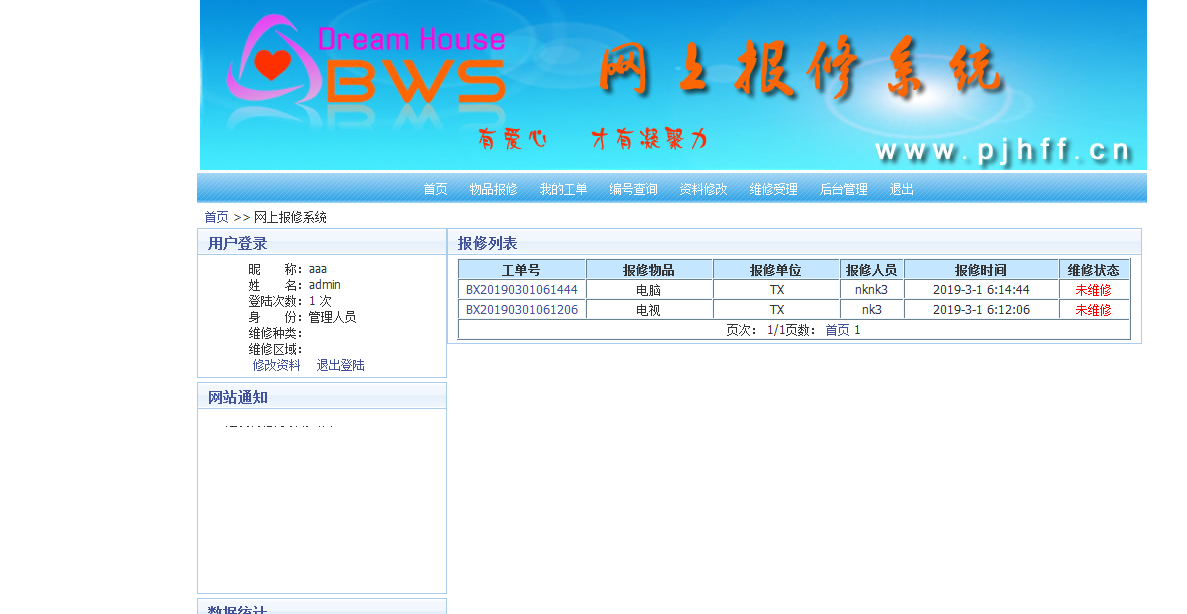 Dream House
BWS
网上报修系统
有爱心 才有凝聚力
www.pjhff.cn
首页 物品报修 我的工单 编号查询 资料修改 维修受理 后台管理 退出
首页 >> 网上报修系统
用户登录
昵 称：aaa
姓 名：admin
登陆次数：1 次
身 份：管理人员
维修种类：
维修区域：
修改资料 退出登陆
网站通知
数据统计
报修列表
工单号 报修物品 报修单位 报修人员 报修时间 维修状态
BX20190301061444 电脑 TX nknk3 2019-3-1 6:14:44 未维修
BX20190301061206 电视 TX nk3 2019-3-1 6:12:06 未维修
页次： 1/1页数： 首页 1